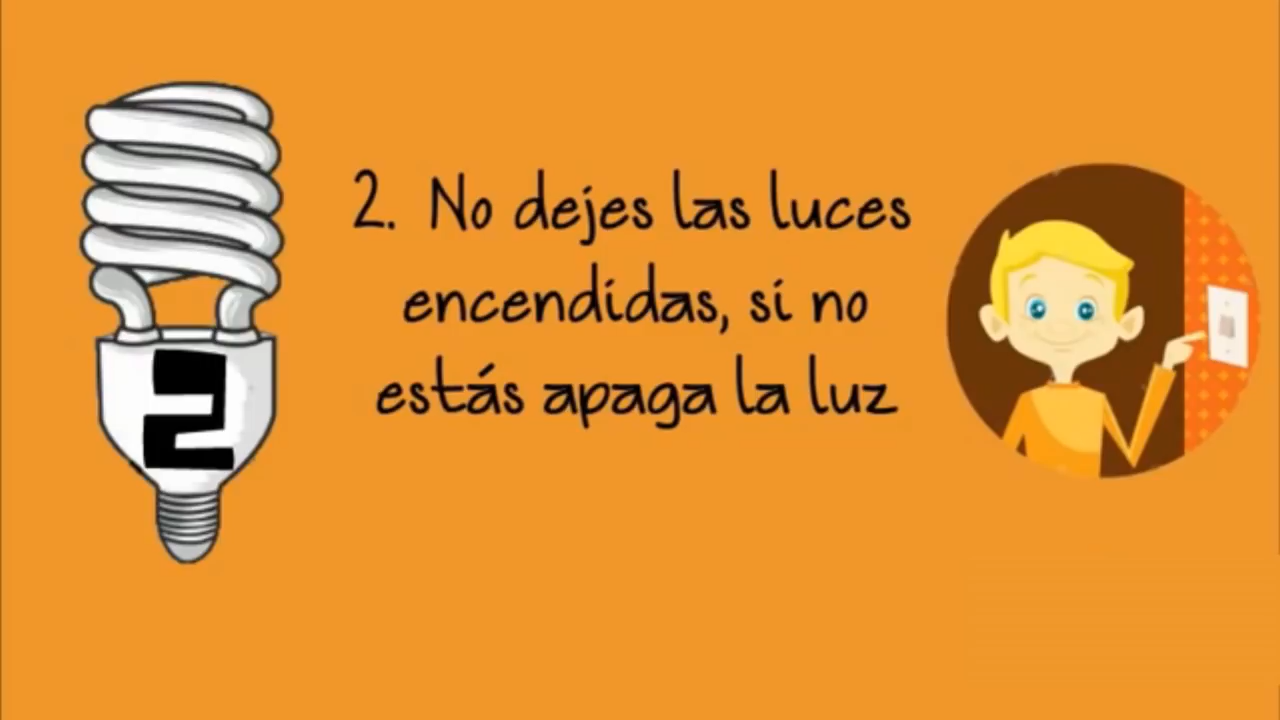 2
2. No dejes las luces
encendidas, si no
estás apaga la luz